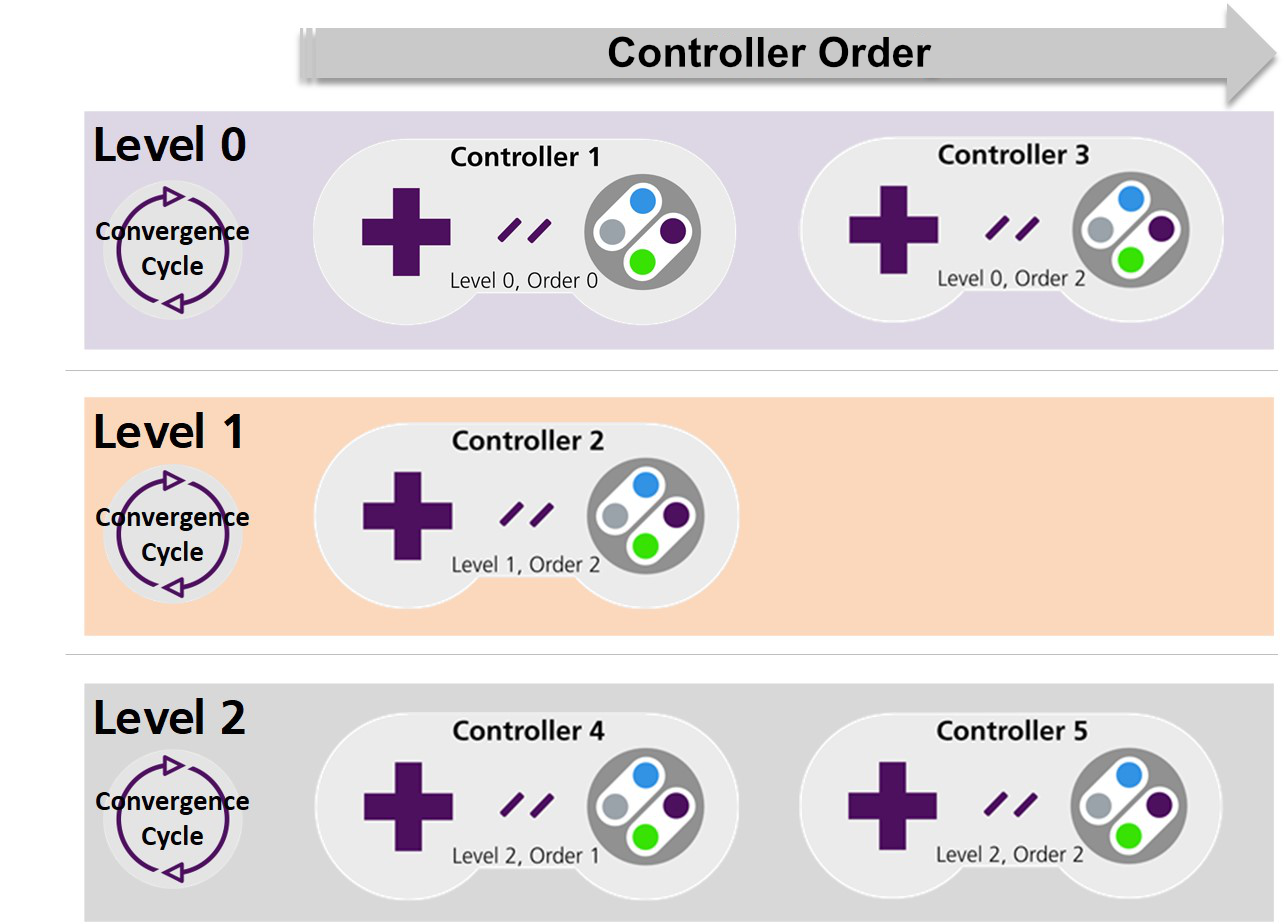 Controller Order
Level 0
Convergence
Cycle
Controller 1
Level 0, Order 0
Controller 3
Level 0, Order 2
Level 1
Convergence
Cycle
Controller 2
Level 1, Order 2
Level 2
Convergence
Cycle
Controller 4
Level 2, Order 1
Controller 5
Level 2, Order 2